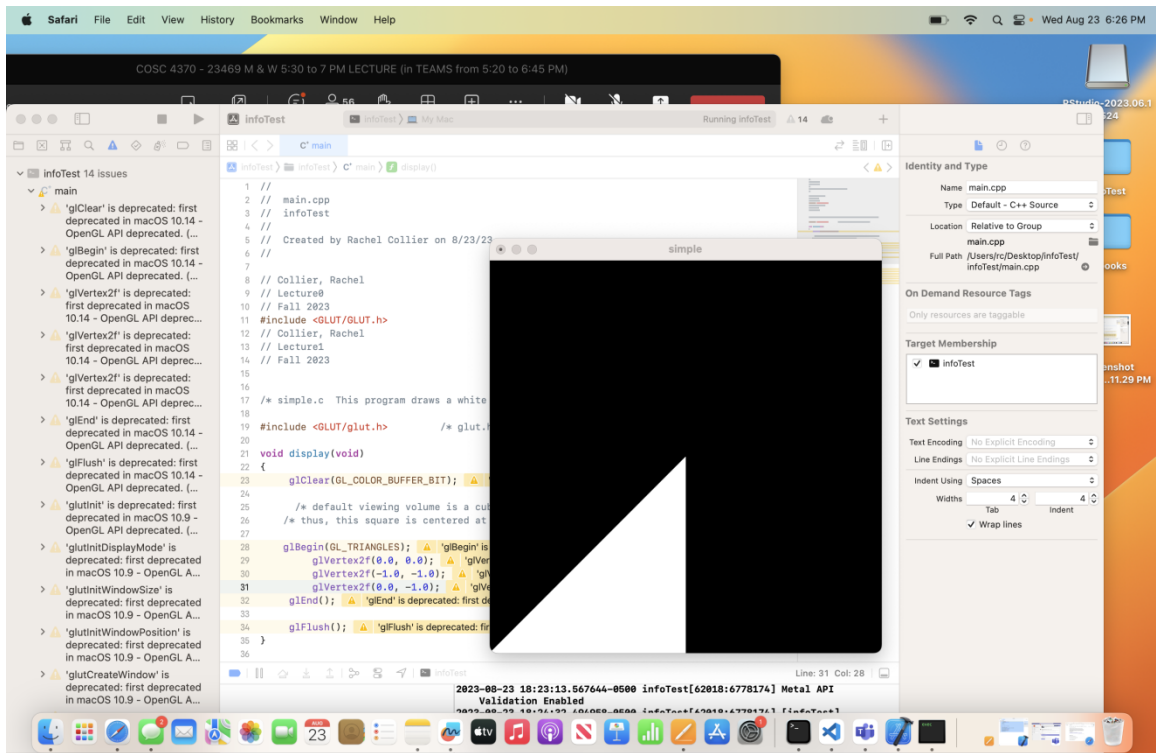 Safari File Edit View History Bookmarks Window Help
Wed Aug 23 6:26 PM
COSC 4370 - 23469 M & W 5:30 to 7 PM LECTURE (in TEAMS from 5:20 to 6:45 PM)
56
RStudio-2023.06.1
infoTest
infoTest 〉 My Mac
Running infoTest
14
main
infoTest 〉 infoTest 〉 main 〉 display()
infoTest 14 issues
main
'glClear' is deprecated: first
deprecated in macOS 10.14 -
OpenGL API deprecated. (...
'glBegin' is deprecated: first
deprecated in macOS 10.14 -
OpenGL API deprecated. (...
'glVertex2f' is deprecated:
first deprecated in macOS
10.14 - OpenGL API deprec...
'glVertex2f' is deprecated:
first deprecated in macOS
10.14 - OpenGL API deprec...
'glVertex2f' is deprecated:
first deprecated in macOS
10.14 - OpenGL API deprec...
'glEnd' is deprecated: first
deprecated in macOS 10.14 -
OpenGL API deprecated. (...
'glFlush' is deprecated: first
deprecated in macOS 10.14 -
OpenGL API deprecated. (...
'glutInit' is deprecated: first
deprecated in macOS 10.9 -
OpenGL API deprecated. (...
'glutInitDisplayMode' is
deprecated: first deprecated
in macOS 10.9 - OpenGL A...
'glutInitWindowSize' is
deprecated: first deprecated
in macOS 10.9 - OpenGL A...
'glutInitWindowPosition' is
deprecated: first deprecated
in macOS 10.9 - OpenGL A...
'glutCreateWindow' is
deprecated: first deprecated
in macOS 10.9 - OpenGL A...
1 //
2 // main.cpp
3 // infoTest
4 //
5 // Created by Rachel Collier on 8/23/23
6 //
7
8 // Collier, Rachel
9 // Lecture0
10 // Fall 2023
11 #include <GLUT/GLUT.h>
12 // Collier, Rachel
13 // Lecture1
14 // Fall 2023
15
16
17 /* simple.c This program draws a white
18
19 #include <GLUT/glut.h> /* glut.h
20
21 void display(void)
22 {
23 glClear(GL_COLOR_BUFFER_BIT);
24
25 /* default viewing volume is a cub
26 /* thus, this square is centered at
27
28 glBegin(GL_TRIANGLES); 'glBegin' is
29 glVertex2f(0.0, 0.0); 'glVer
30 glVertex2f(-1.0, -1.0); 'glV
31 glVertex2f(0.0, -1.0); 'glVe
32 glEnd(); 'glEnd' is deprecated: first de
33
34 glFlush(); 'glFlush' is deprecated: fir
35 }
36
simple
infoTest
Line: 31 Col: 28
2023-08-23 18:23:13.567644-0500 infoTest[62018:6778174] Metal API
Validation Enabled
Identity and Type
Name main.cpp
Type Default - C++ Source
Location Relative to Group
main.cpp
Full Path /Users/rc/Desktop/infoTest/
infoTest/main.cpp
On Demand Resource Tags
Only resources are taggable
Target Membership
infoTest
Text Settings
Text Encoding No Explicit Encoding
Line Endings No Explicit Line Endings
Indent Using Spaces
Widths 4 4
Tab Indent
Wrap lines
oTest
ooks
enshot
...11.29 PM
2
AUG
23
tv
1